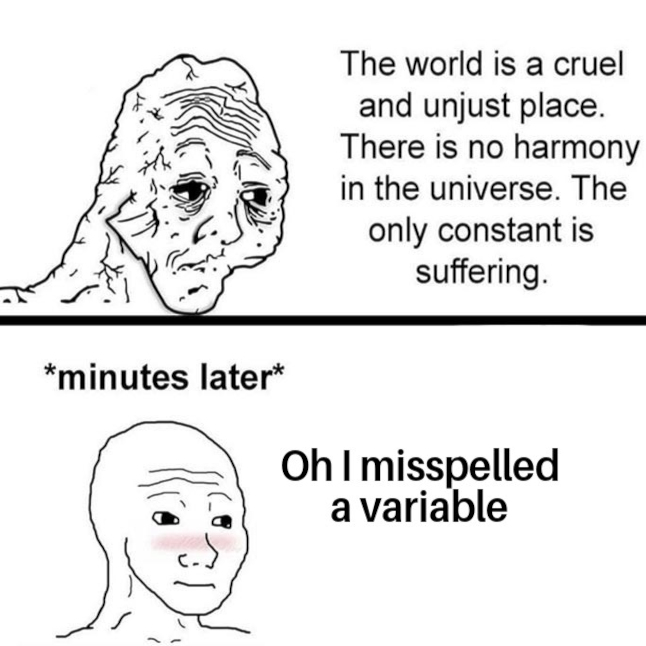 The world is a cruel
and unjust place.
There is no harmony
in the universe. The
only constant is
suffering.
*minutes later*
Oh I misspelled
a variable